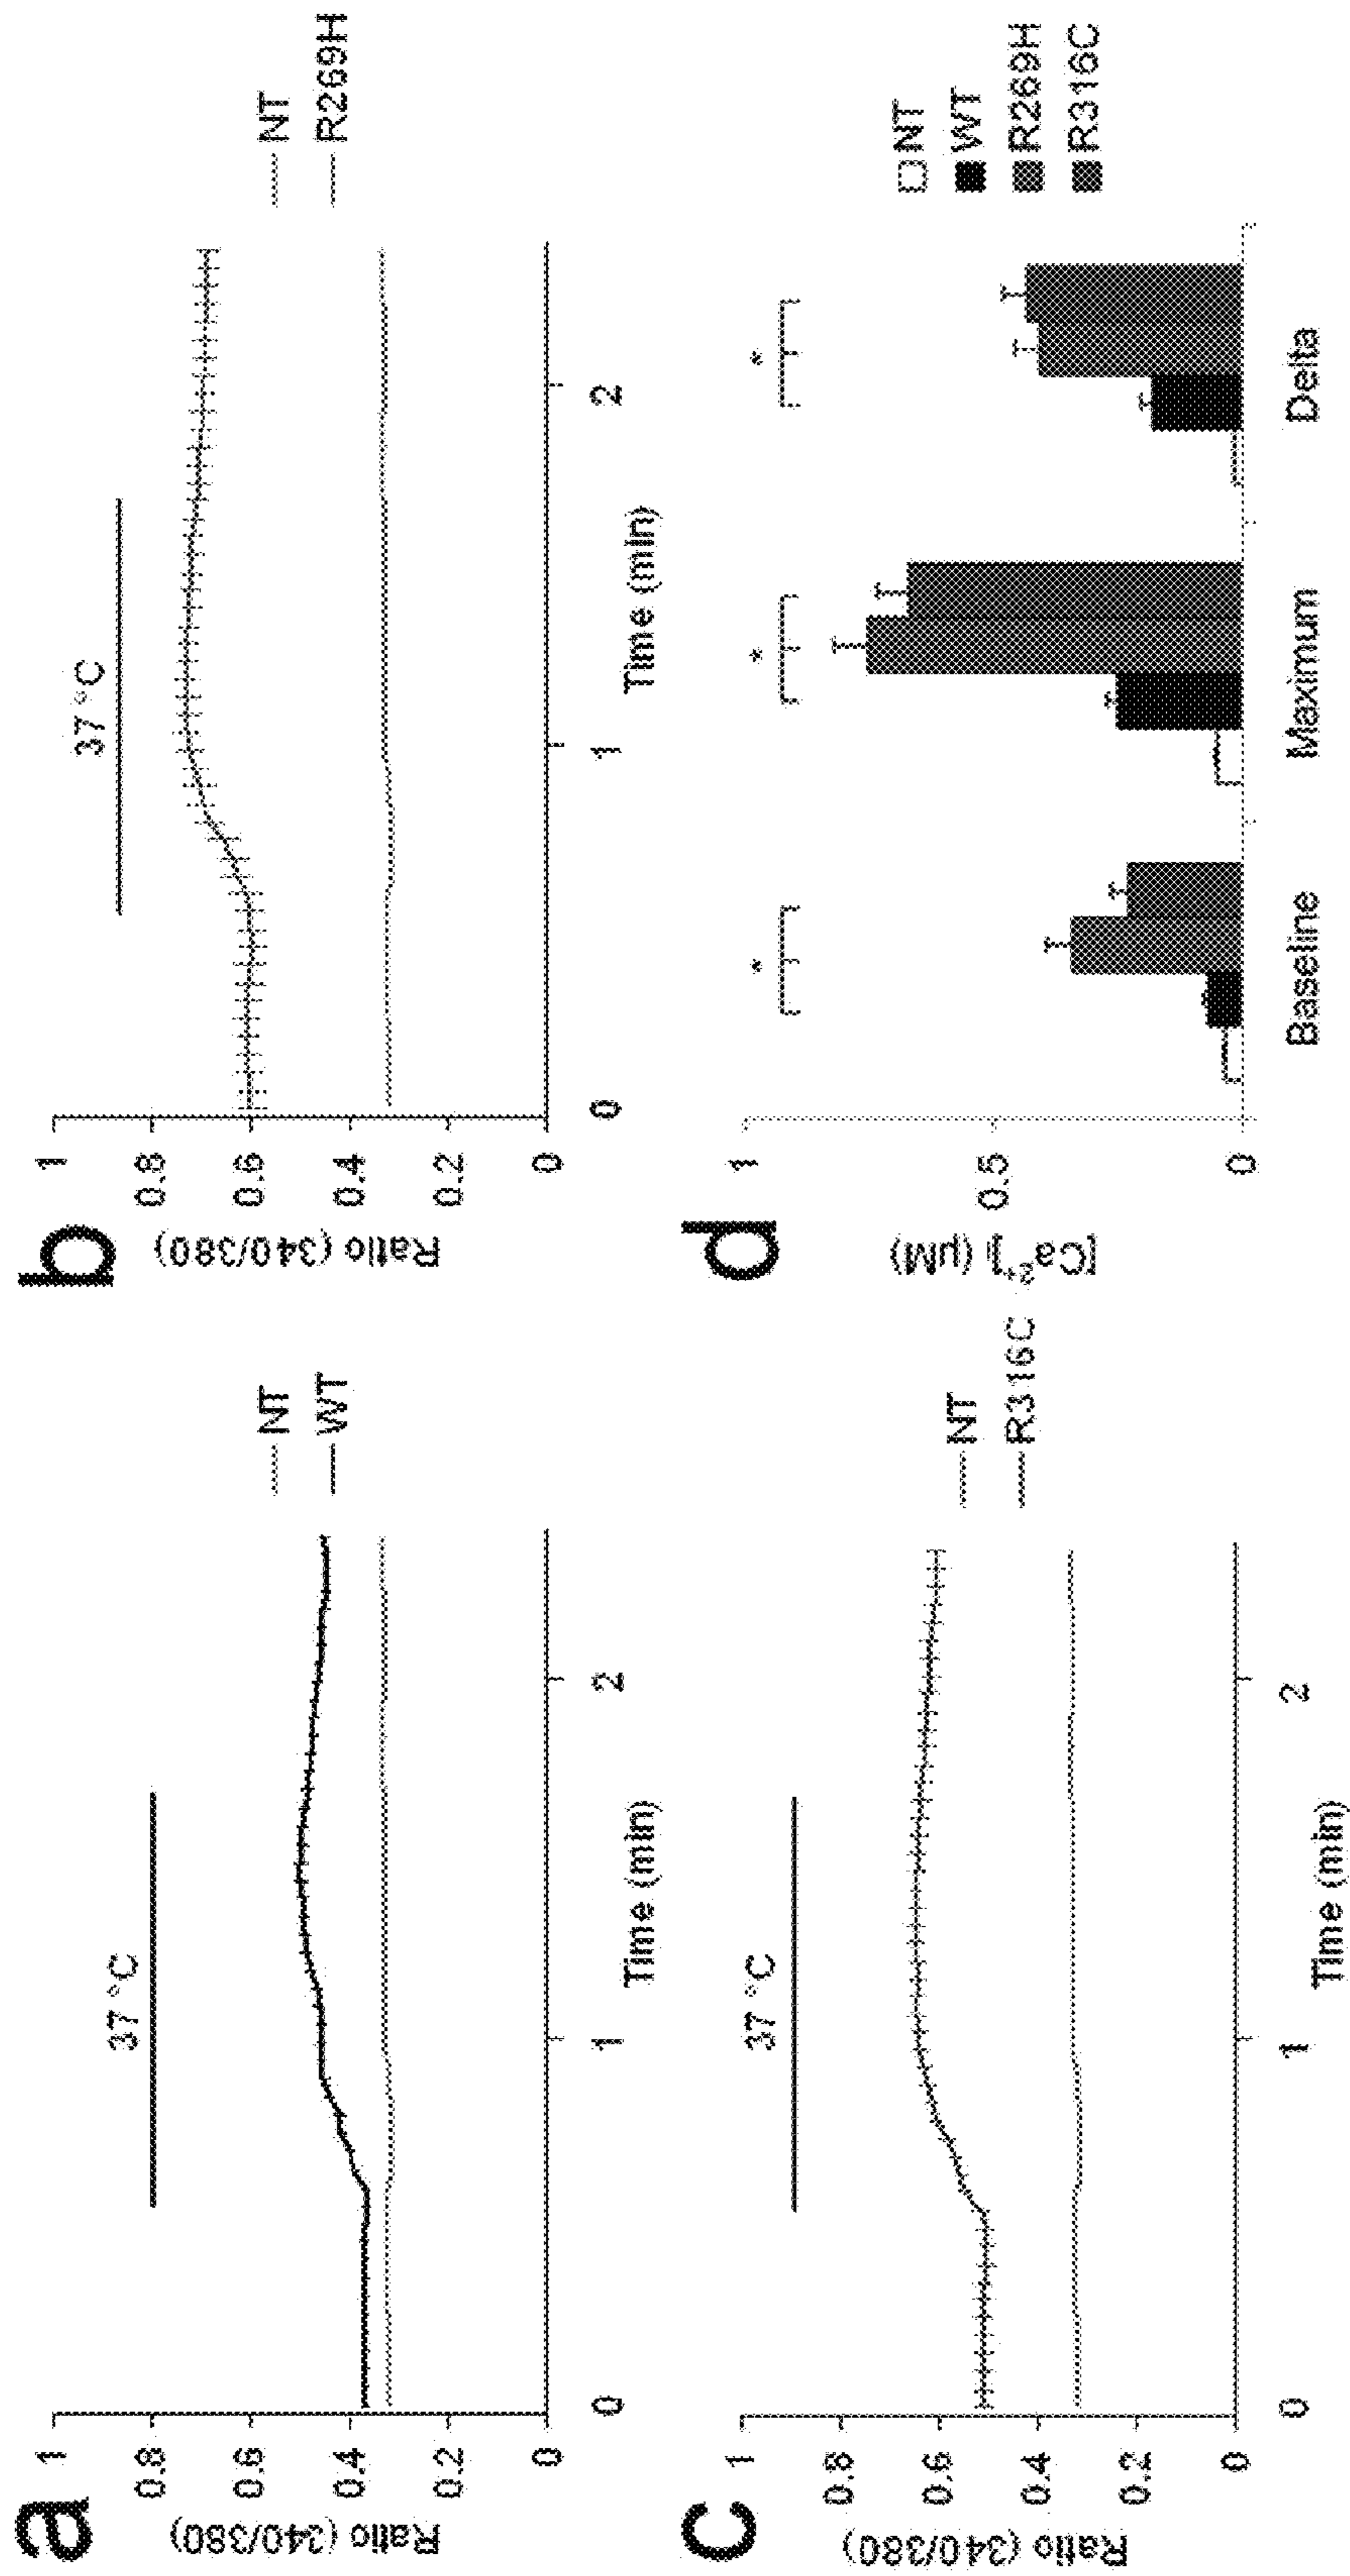 a
1
0.8
0.6
0.4
0.2
0
Ratio (340/380)
37 °C
0
1
2
Time (min)
NT
WT
b
1
0.8
0.6
0.4
0.2
0
Ratio (340/380)
37 °C
0
1
2
Time (min)
NT
R269H
c
1
0.8
0.6
0.4
0.2
0
Ratio (340/380)
37 °C
0
1
2
Time (min)
NT
R316C
d
1
0.5
0
[Ca²⁺]i (µM)
*
*
*
Baseline
Maximum
Delta
NT
WT
R269H
R316C